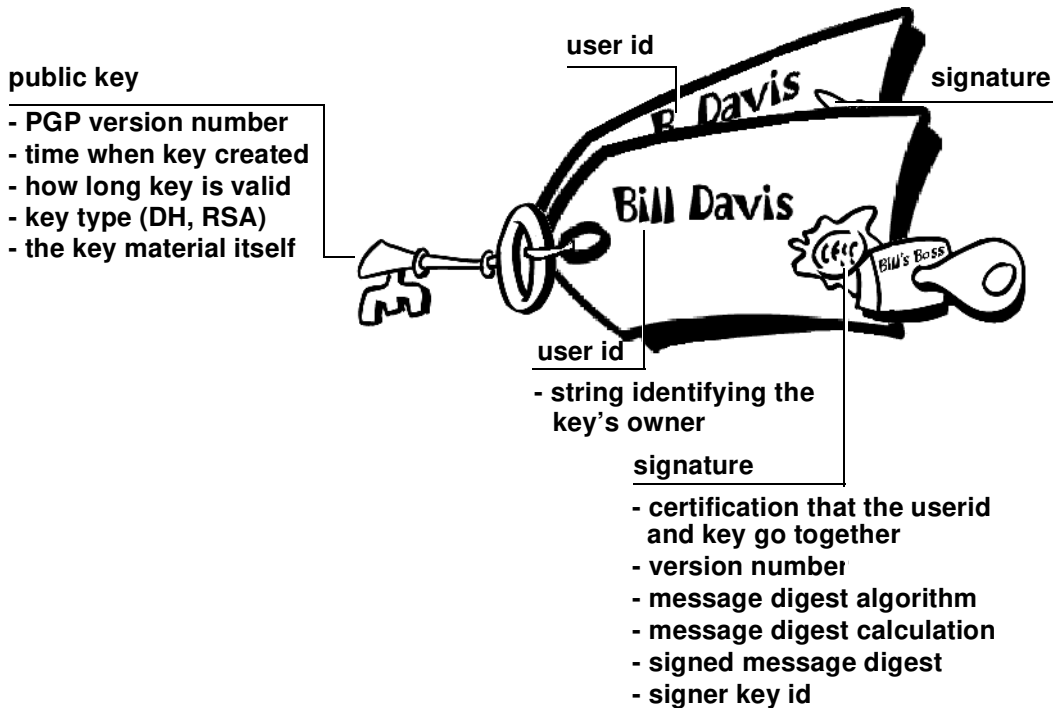 user id
public key
signature
- PGP version number
- time when key created
- how long key is valid
- key type (DH, RSA)
- the key material itself
B. Davis
Bill Davis
Bill's Boss
user id
- string identifying the
key’s owner
signature
- certification that the userid
and key go together
- version number
- message digest algorithm
- message digest calculation
- signed message digest
- signer key id